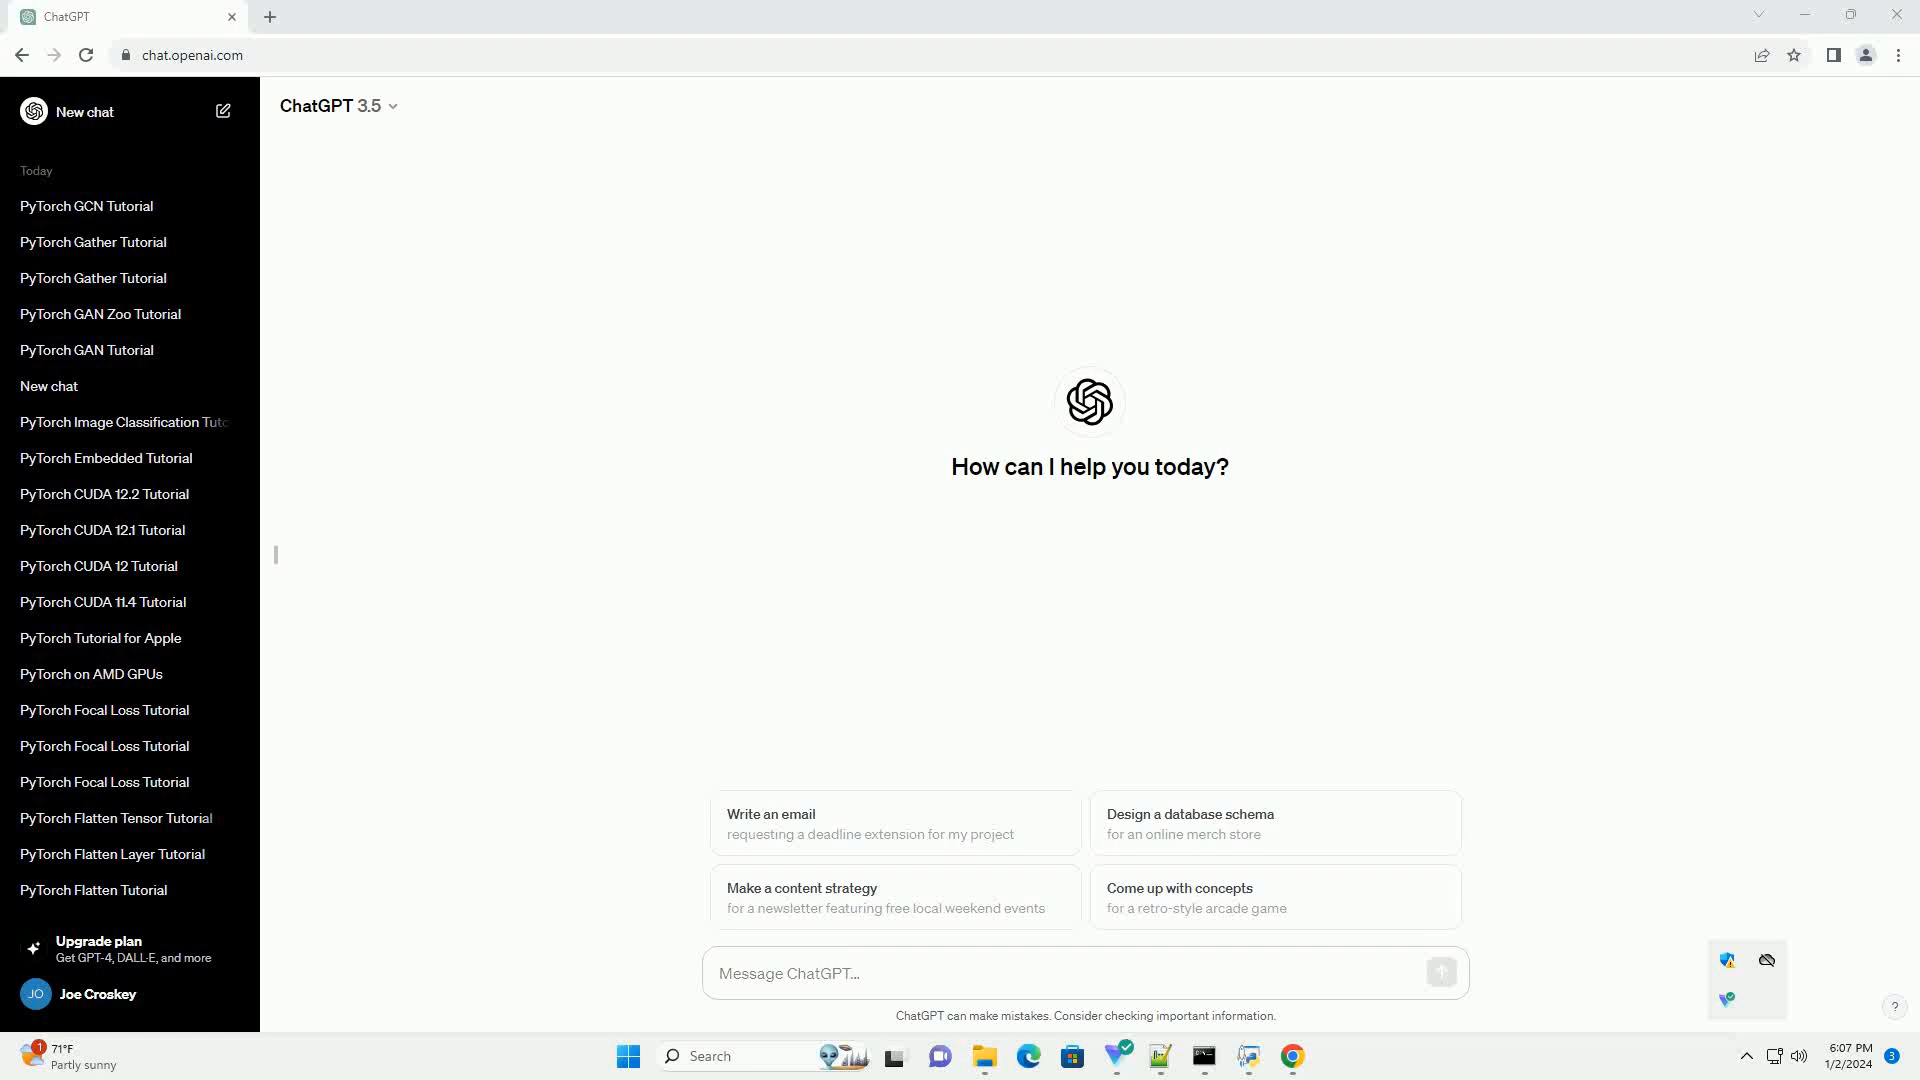 ChatGPT
chat.openai.com
New chat
Today
PyTorch GCN Tutorial
PyTorch Gather Tutorial
PyTorch Gather Tutorial
PyTorch GAN Zoo Tutorial
PyTorch GAN Tutorial
New chat
PyTorch Image Classification Tuto
PyTorch Embedded Tutorial
PyTorch CUDA 12.2 Tutorial
PyTorch CUDA 12.1 Tutorial
PyTorch CUDA 12 Tutorial
PyTorch CUDA 11.4 Tutorial
PyTorch Tutorial for Apple
PyTorch on AMD GPUs
PyTorch Focal Loss Tutorial
PyTorch Focal Loss Tutorial
PyTorch Focal Loss Tutorial
PyTorch Flatten Tensor Tutorial
PyTorch Flatten Layer Tutorial
PyTorch Flatten Tutorial
Upgrade plan
Get GPT-4, DALL·E, and more
JO Joe Croskey
ChatGPT 3.5
How can I help you today?
Write an email
requesting a deadline extension for my project
Design a database schema
for an online merch store
Make a content strategy
for a newsletter featuring free local weekend events
Come up with concepts
for a retro-style arcade game
Message ChatGPT...
ChatGPT can make mistakes. Consider checking important information.
?
1
71°F
Partly sunny
Search
6:07 PM
1/2/2024
3